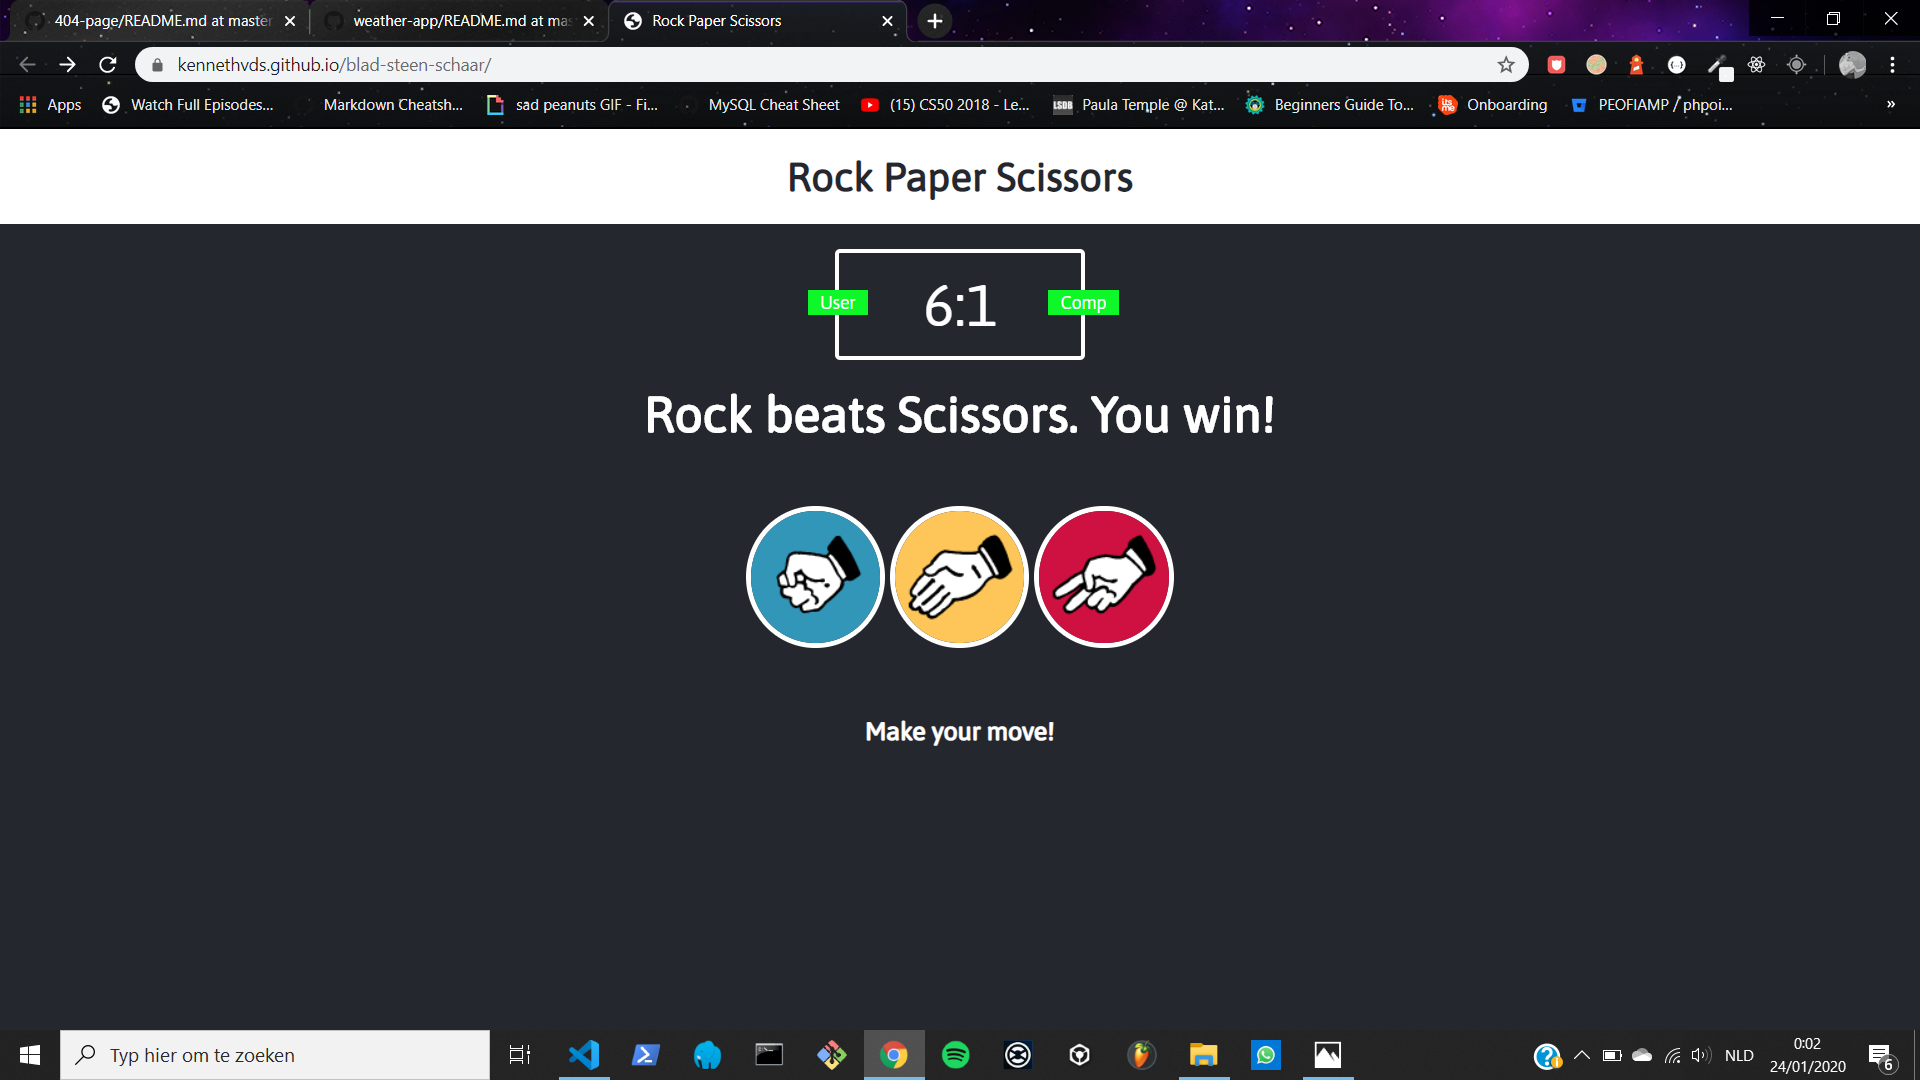 404-page/README.md at master
weather-app/README.md at mas
Rock Paper Scissors
kennethvds.github.io/blad-steen-schaar/
Apps
Watch Full Episodes...
Markdown Cheatsh...
sad peanuts GIF - Fi...
MySQL Cheat Sheet
(15) CS50 2018 - Le...
LSDB
Paula Temple @ Kat...
Beginners Guide To...
Onboarding
PEOFIAMP / phpoi...
»
Rock Paper Scissors
User
6:1
Comp
Rock beats Scissors. You win!
Make your move!
Typ hier om te zoeken
NLD
0:02
24/01/2020
6